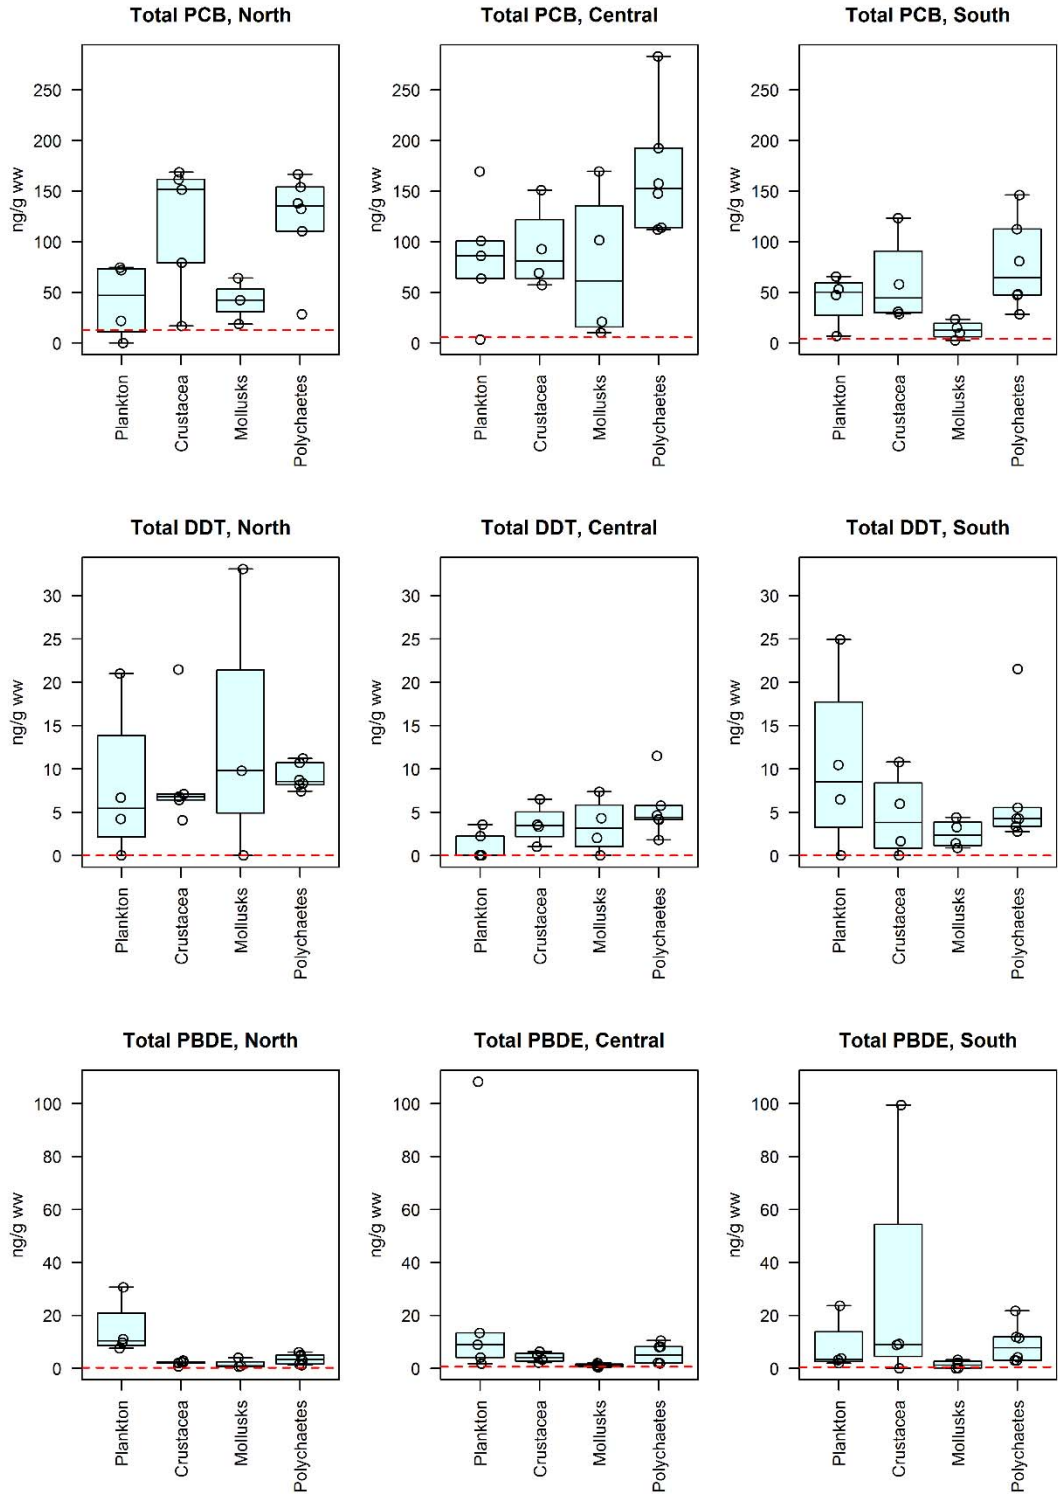 Total PCB, North
ng/g ww
250
200
150
100
50
0
Plankton
Crustacea
Mollusks
Polychaetes
Total PCB, Central
ng/g ww
250
200
150
100
50
0
Plankton
Crustacea
Mollusks
Polychaetes
Total PCB, South
ng/g ww
250
200
150
100
50
0
Plankton
Crustacea
Mollusks
Polychaetes
Total DDT, North
ng/g ww
30
25
20
15
10
5
0
Plankton
Crustacea
Mollusks
Polychaetes
Total DDT, Central
ng/g ww
30
25
20
15
10
5
0
Plankton
Crustacea
Mollusks
Polychaetes
Total DDT, South
ng/g ww
30
25
20
15
10
5
0
Plankton
Crustacea
Mollusks
Polychaetes
Total PBDE, North
ng/g ww
100
80
60
40
20
0
Plankton
Crustacea
Mollusks
Polychaetes
Total PBDE, Central
ng/g ww
100
80
60
40
20
0
Plankton
Crustacea
Mollusks
Polychaetes
Total PBDE, South
ng/g ww
100
80
60
40
20
0
Plankton
Crustacea
Mollusks
Polychaetes